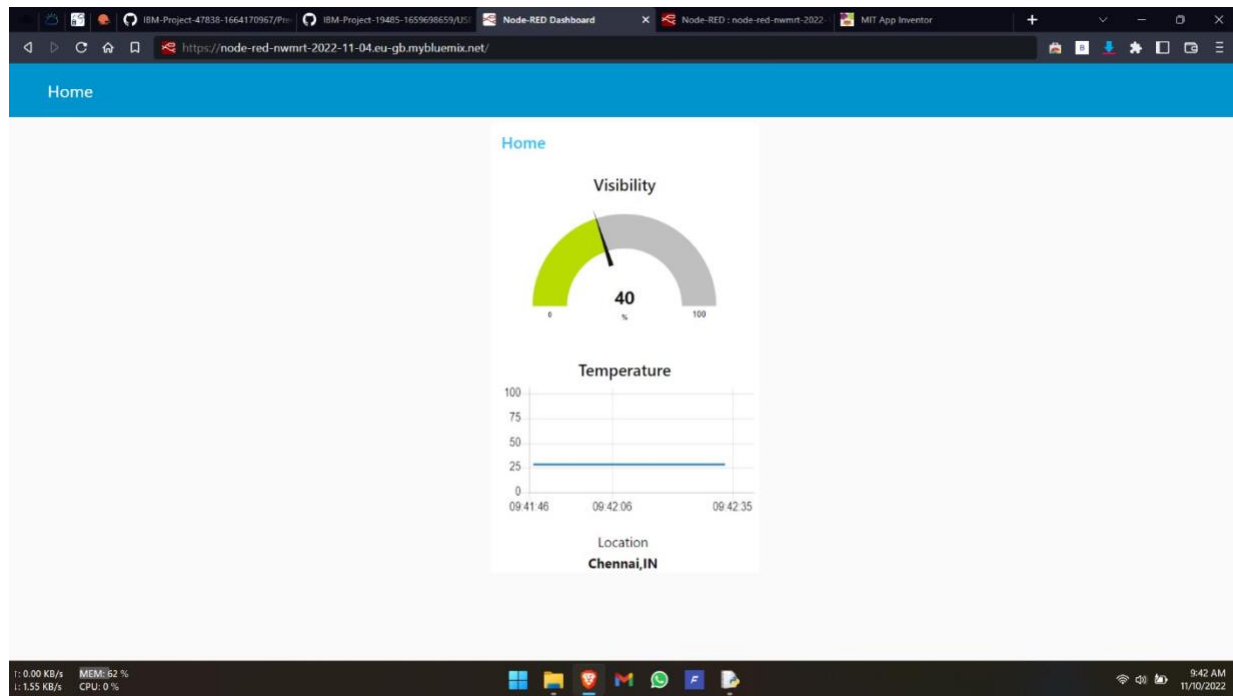 IBM-Project-47838-1664170967/Pre
IBM-Project-19485-1659698659/USE
Node-RED Dashboard
Node-RED : node-red-nwmrt-2022-
MIT App Inventor
https://node-red-nwmrt-2022-11-04.eu-gb.mybluemix.net/
Home
Home
Visibility
40
0
%
100
Temperature
100
75
50
25
0
09:41:46 09:42:06 09:42:35
Location
Chennai,IN
: 0.00 KB/s MEM: 62 %
: 1.55 KB/s CPU: 0 %
9:42 AM
11/10/2022